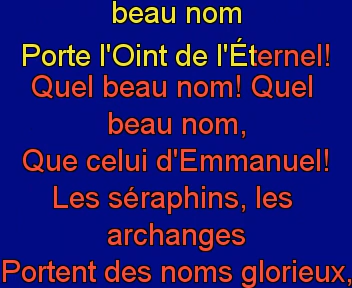 beau nom
Porte l'Oint de l'Éternel!
Quel beau nom! Quel
beau nom,
Que celui d'Emmanuel!
Les séraphins, les
archanges
Portent des noms glorieux,